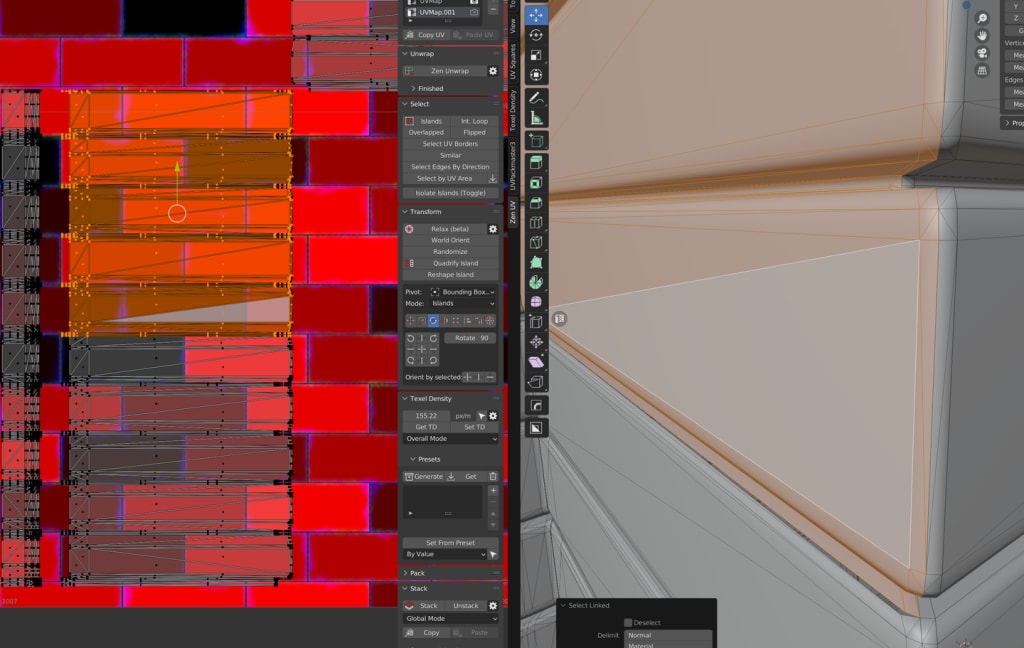 UVMap
UVMap.001
Copy UV
Paste UV
Unwrap
Zen Unwrap
Finished
Select
Islands
Int. Loop
Overlapped
Flipped
Select UV Borders
Similar
Select Edges By Direction
Select by UV Area
Isolate Islands (Toggle)
Transform
Relax (beta)
World Orient
Randomize
Quadrify Island
Reshape Island
Pivot:
Bounding Box..
Mode:
Islands
Rotate 90
Orient by selected:
Texel Density
155.22
px/m
Get TD
Set TD
Overall Mode
Presets
Generate
Get
Set From Preset
By Value
Pack
Stack
Stack
Unstack
Global Mode
Copy
Paste
View
UV Squares
Texel Density
UVPackmaster3
Zen UV
1007
Y
Z
G
Vertic
Mea
Mea
Edges
Mea
Mea
Prop
Select Linked
Deselect
Delimit
Normal
Material